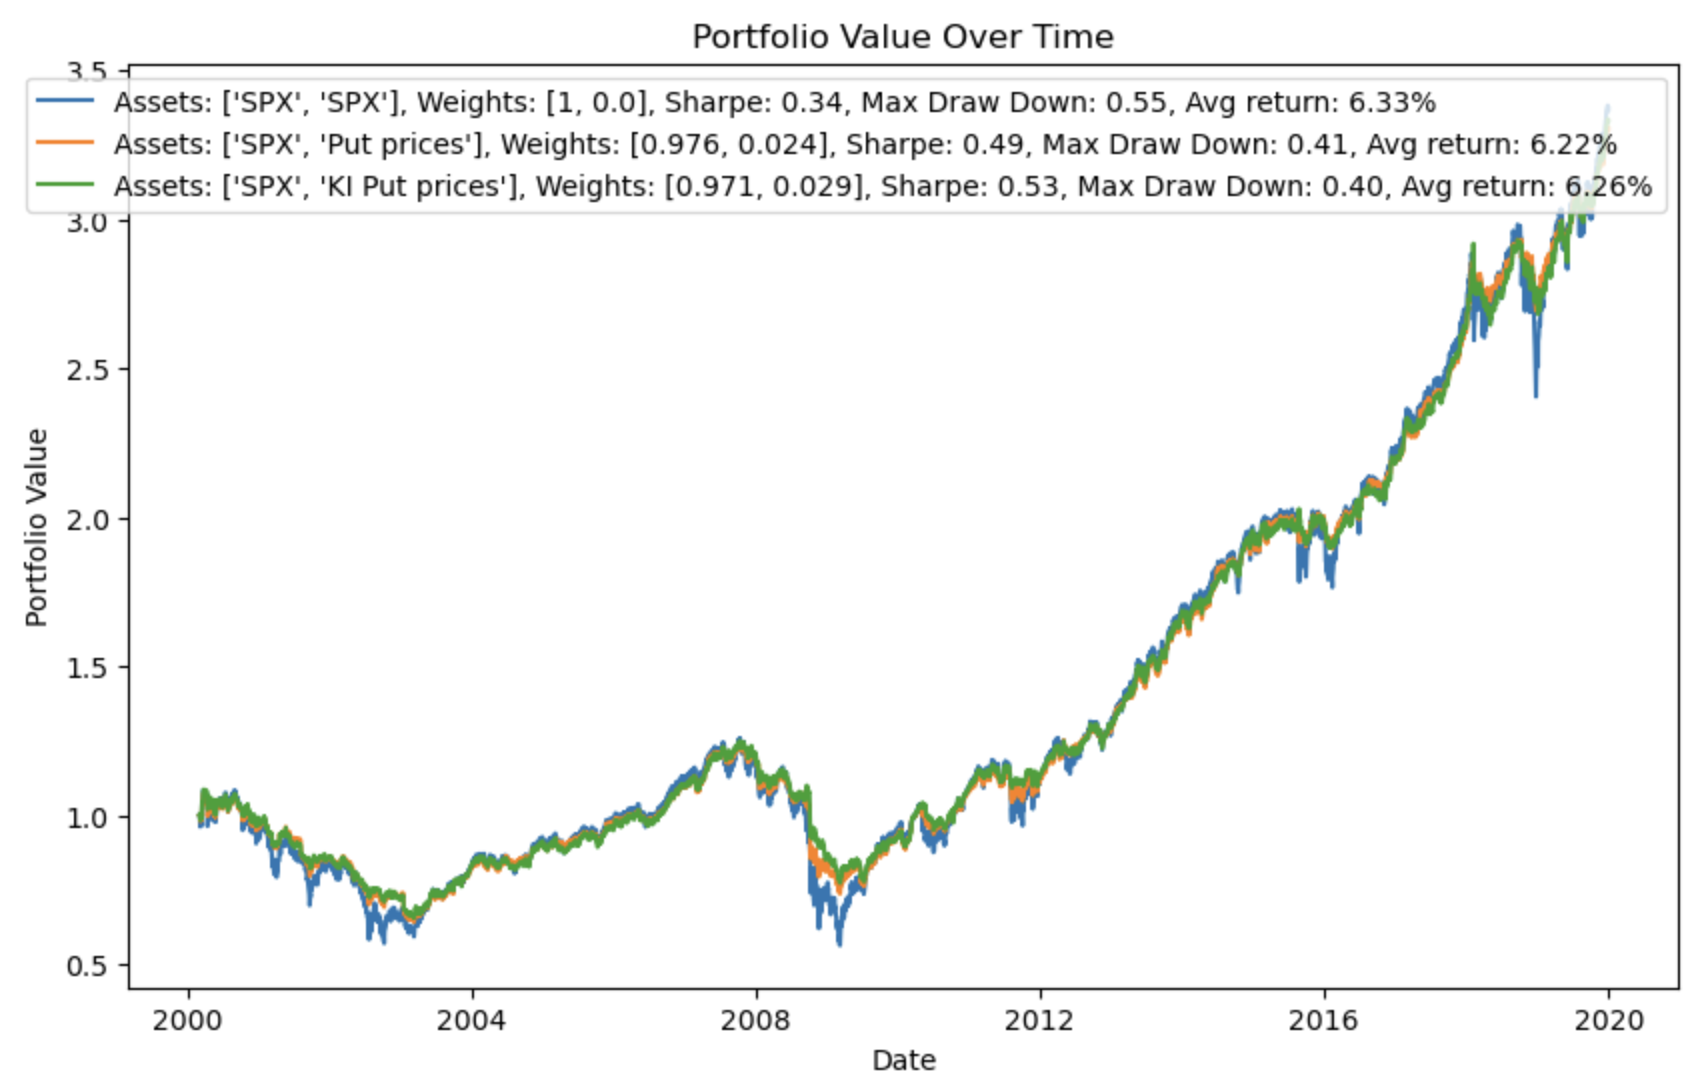 Portfolio Value Over Time
3.5
Assets: ['SPX', 'SPX'], Weights: [1, 0.0], Sharpe: 0.34, Max Draw Down: 0.55, Avg return: 6.33%
Assets: ['SPX', 'Put prices'], Weights: [0.976, 0.024], Sharpe: 0.49, Max Draw Down: 0.41, Avg return: 6.22%
Assets: ['SPX', 'KI Put prices'], Weights: [0.971, 0.029], Sharpe: 0.53, Max Draw Down: 0.40, Avg return: 6.26%
3.0
2.5
2.0
1.5
1.0
0.5
Portfolio Value
2000 2004 2008 2012 2016 2020
Date